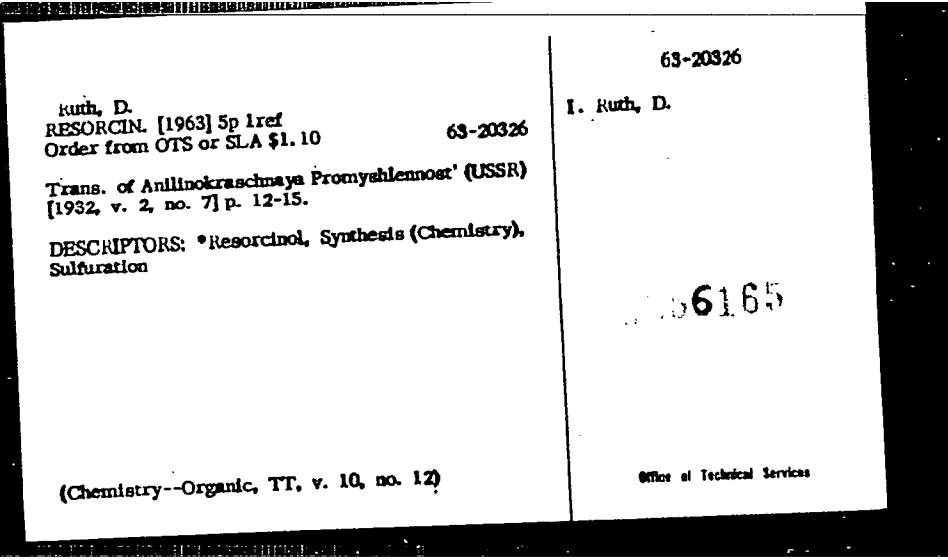 Ruth, D.
RESORCIN. [1963] 5p 1ref
Order from OTS or SLA $1.10 63-20326
Trans. of Anilinokraschnaya Promyshlennost' (USSR)
[1932, v. 2, no. 7] p. 12-15.
DESCRIPTORS: *Resorcinol, Synthesis (Chemistry),
Sulfuration
(Chemistry--Organic, TT, v. 10, no. 12)
63-20326
I. Ruth, D.
6165
Office of Technical Services